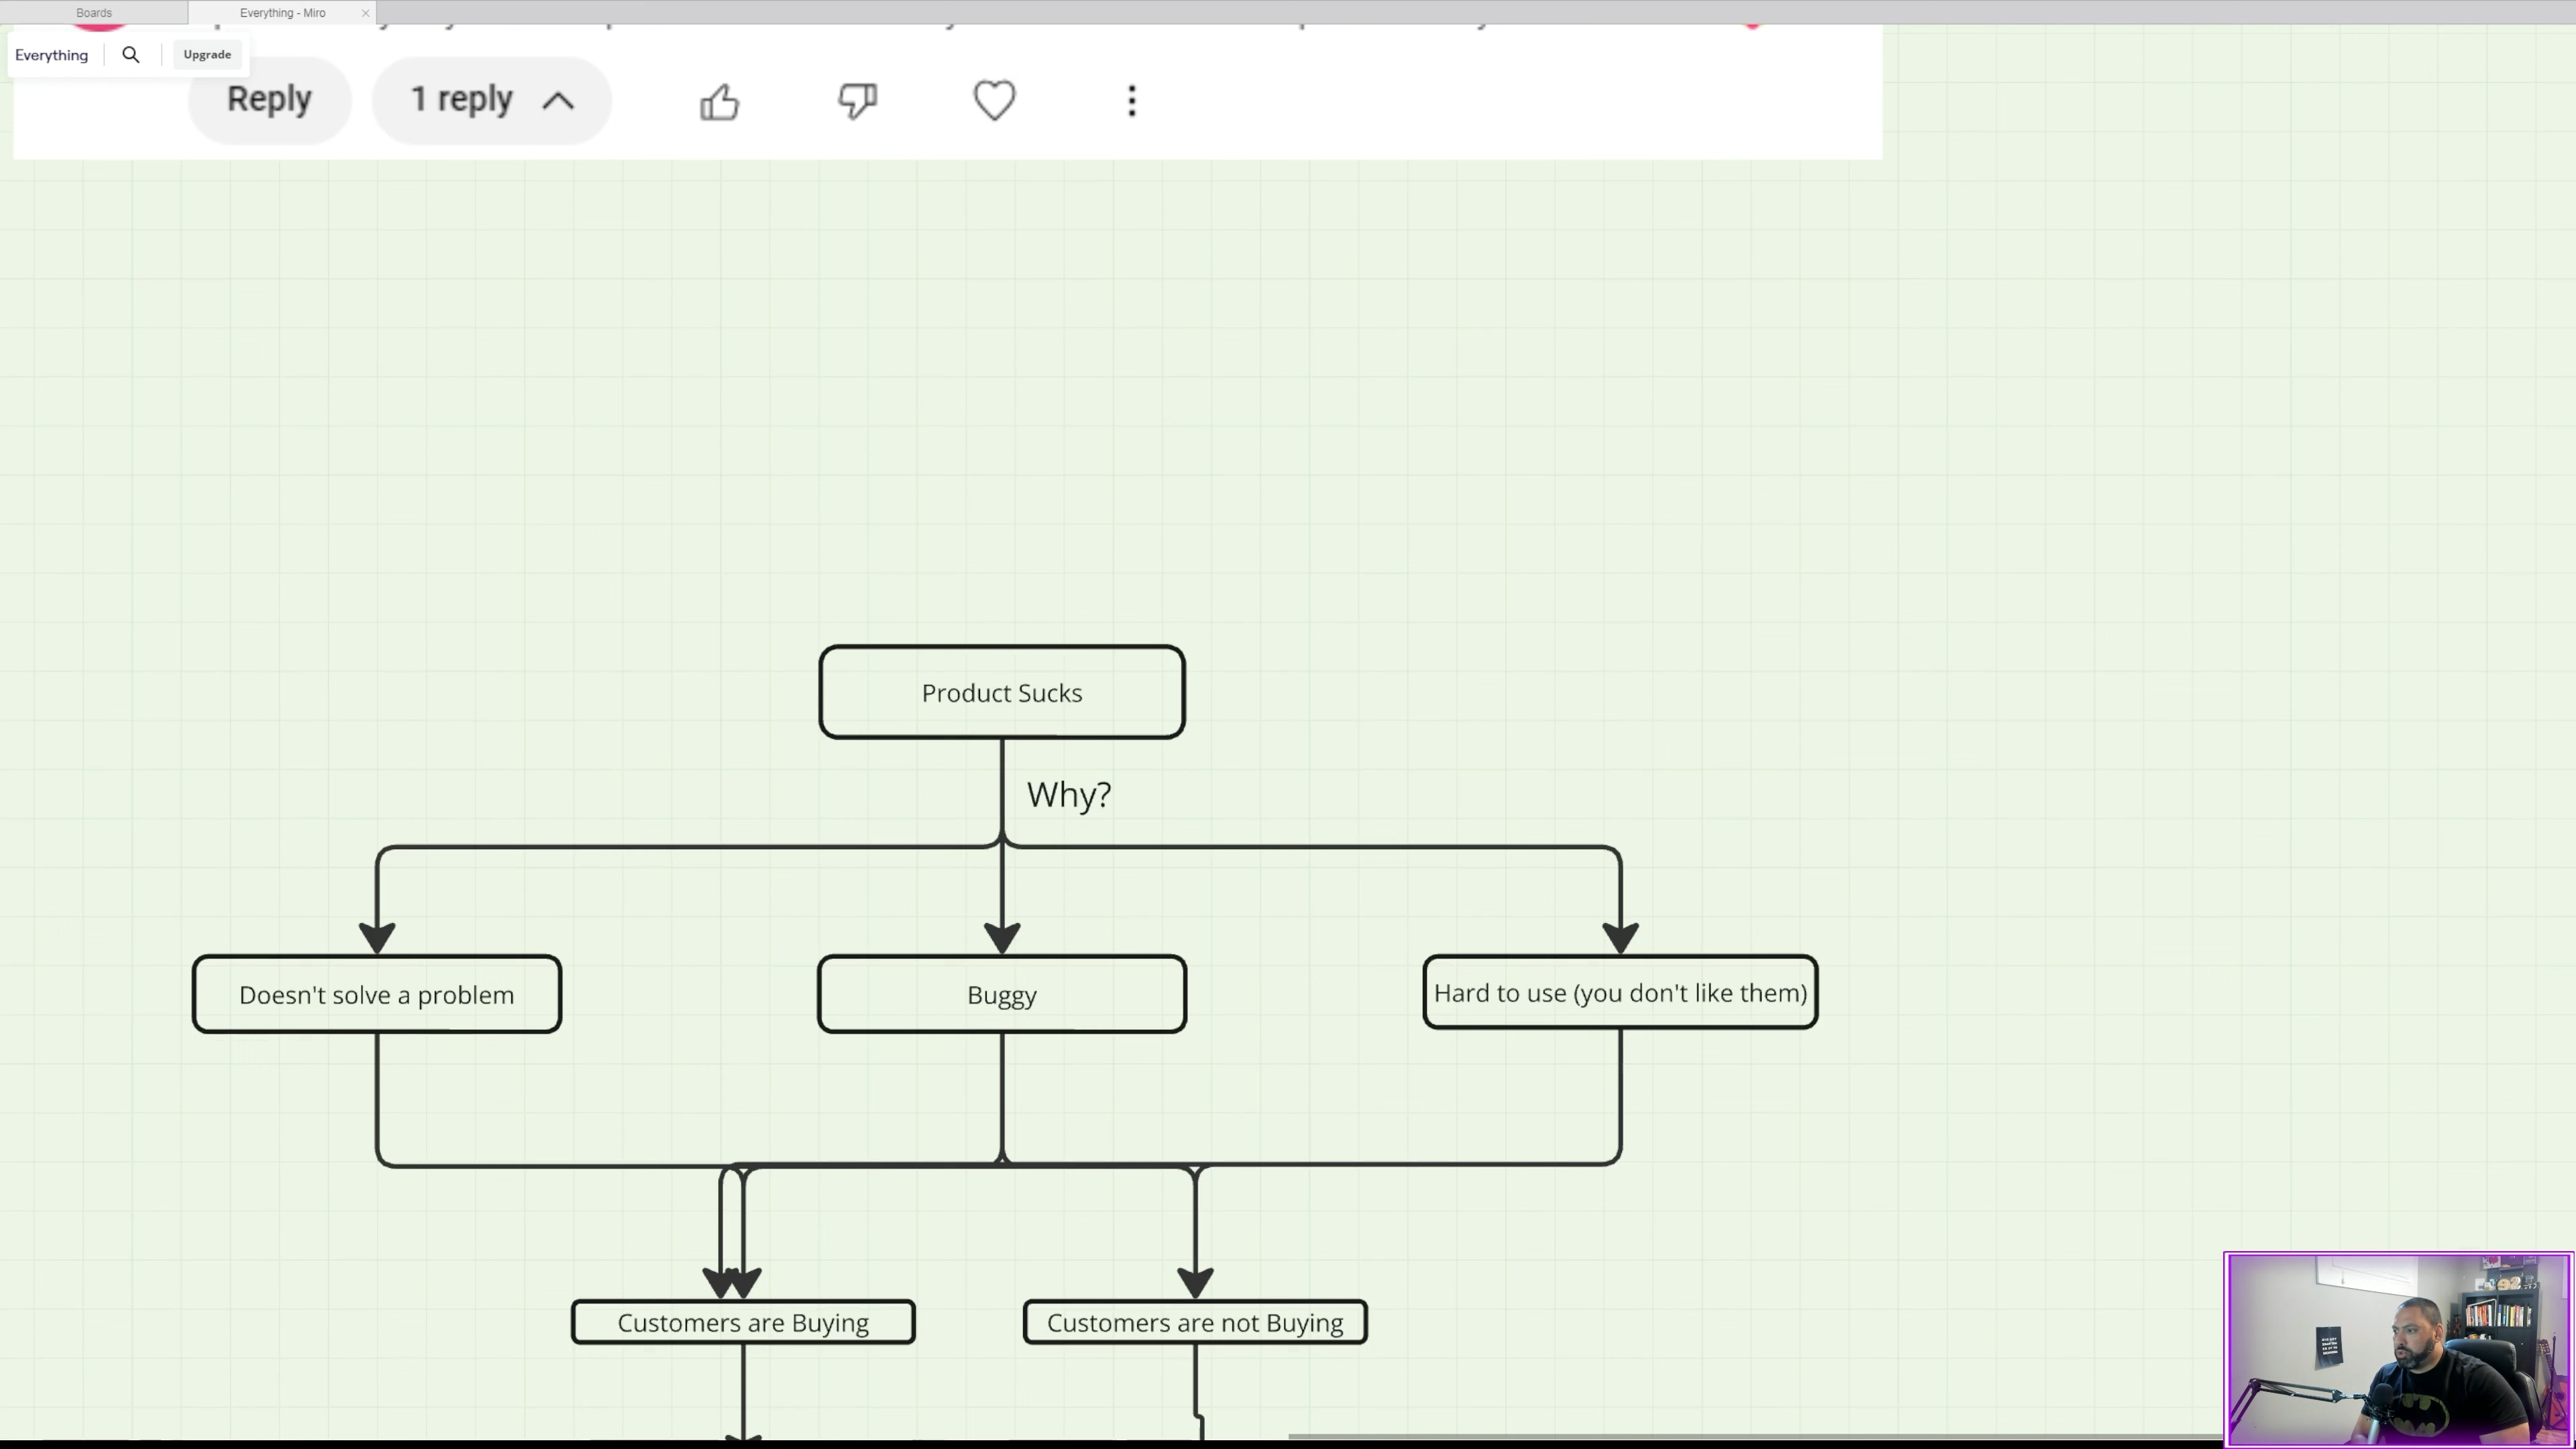 Boards
Everything - Miro
Everything
Upgrade
Reply
1 reply
Product Sucks
Why?
Doesn't solve a problem
Buggy
Hard to use (you don't like them)
Customers are Buying
Customers are not Buying